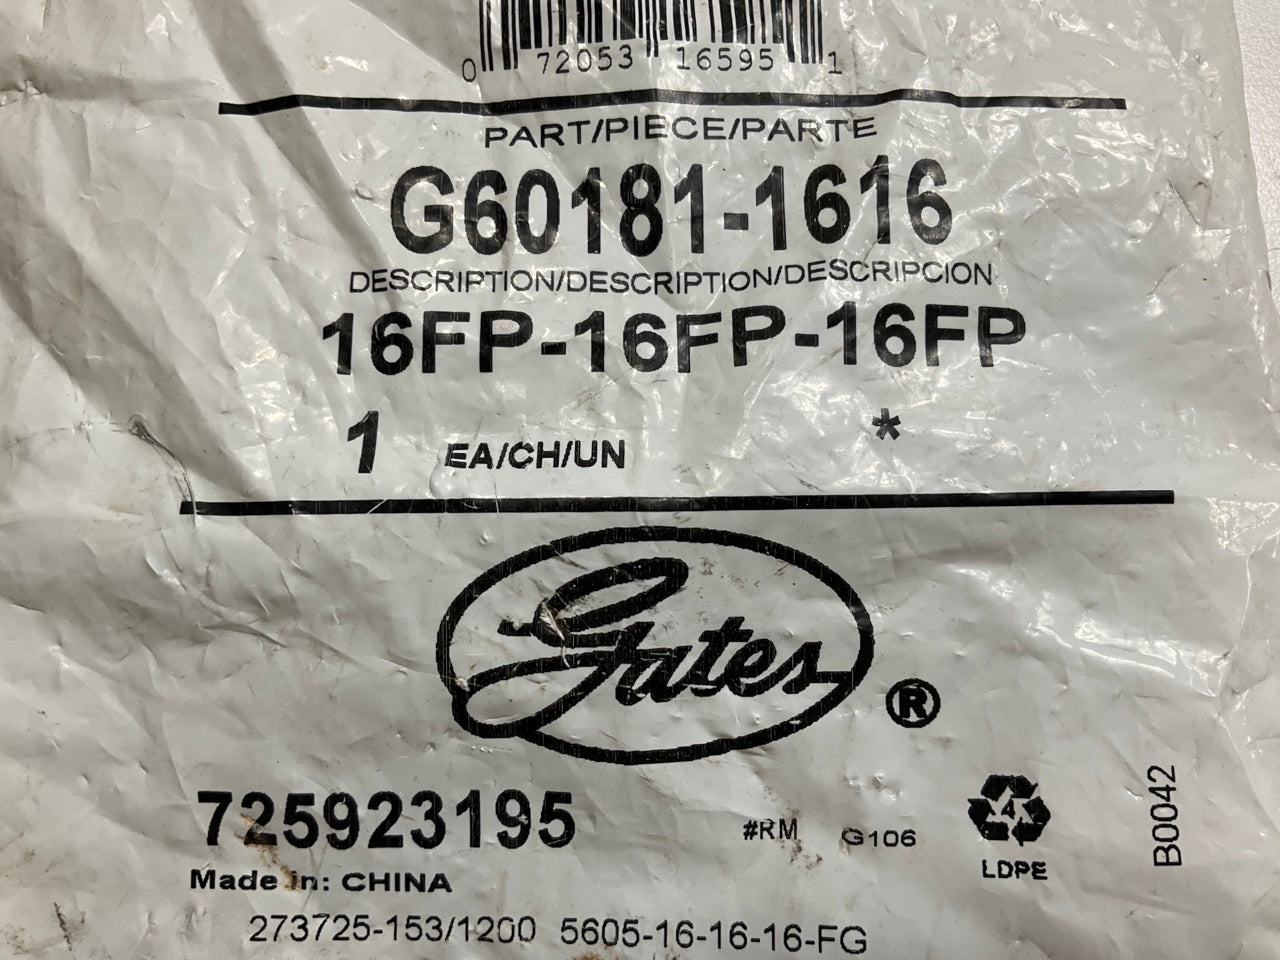 0 72053 16595 1
PART/PIECE/PARTE
G60181-1616
DESCRIPTION/DESCRIPTION/DESCRIPCION
16FP-16FP-16FP
1 EA/CH/UN *
Gates ®
725923195 #RM G106
4
LDPE
B0042
Made in: CHINA
273725-153/1200 5605-16-16-16-FG